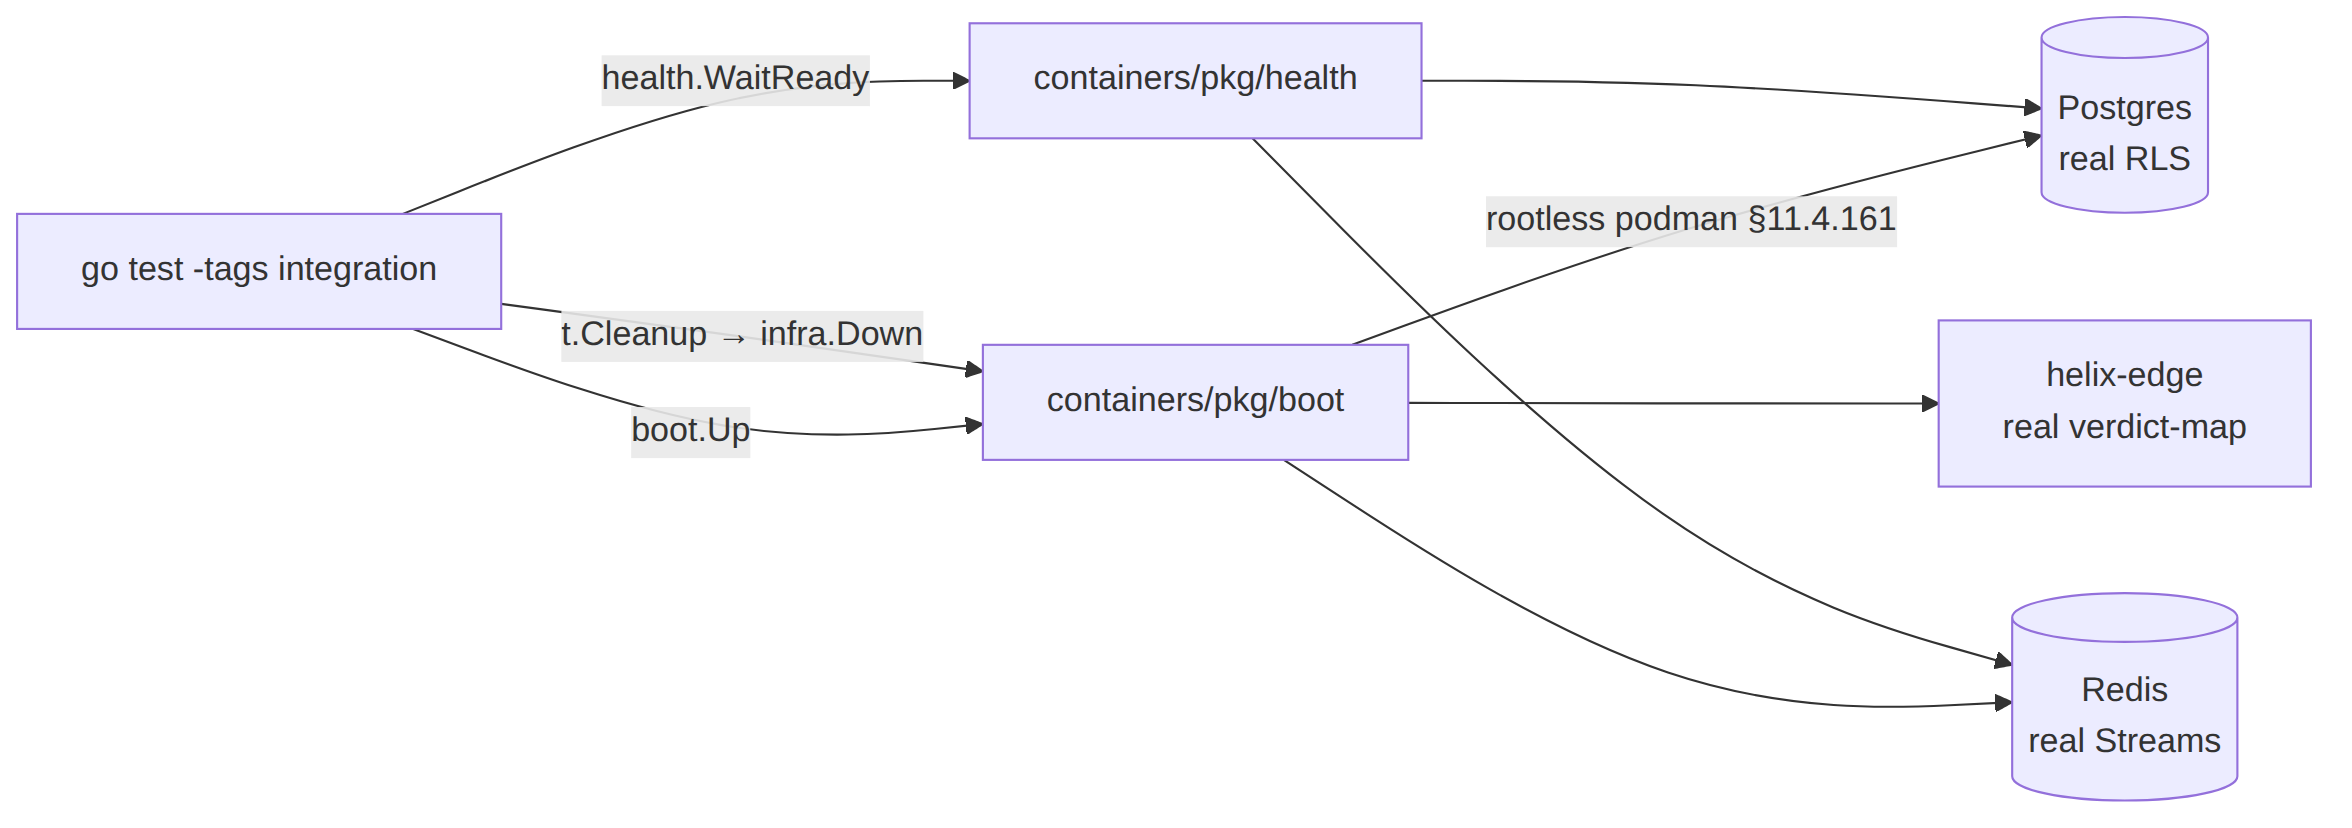 go test -tags integration
health.WaitReady
t.Cleanup → infra.Down
boot.Up
containers/pkg/health
containers/pkg/boot
rootless podman §11.4.161
Postgres
real RLS
helix-edge
real verdict-map
Redis
real Streams